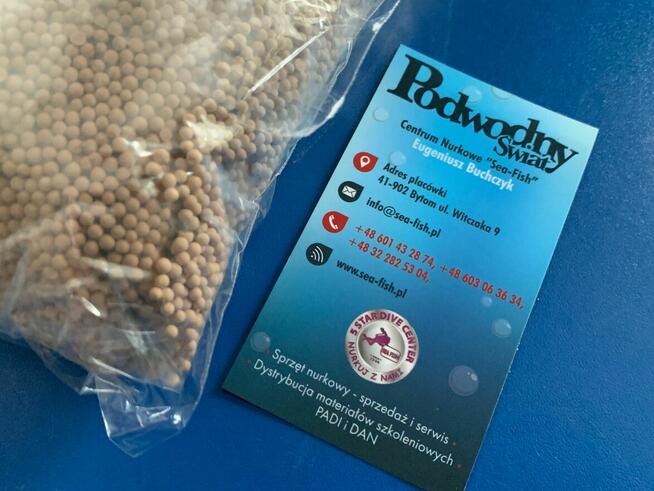 Podwodny
Świat
Centrum Nurkowe "Sea-Fish"
Eugeniusz Buchczyk
Adres placówki
41-902 Bytom ul. Witczaka 9
info@sea-fish.pl
+48 601 43 28 74, +48 603 06 36 34,
+48 32 282 53 04,
www.sea-fish.pl
5 STAR DIVE CENTER
SEA FISH
NURKUJ Z NAMI
• Sprzęt nurkowy - sprzedaż i serwis •
• Dystrybucja materiałów szkoleniowych •
PADI i DAN